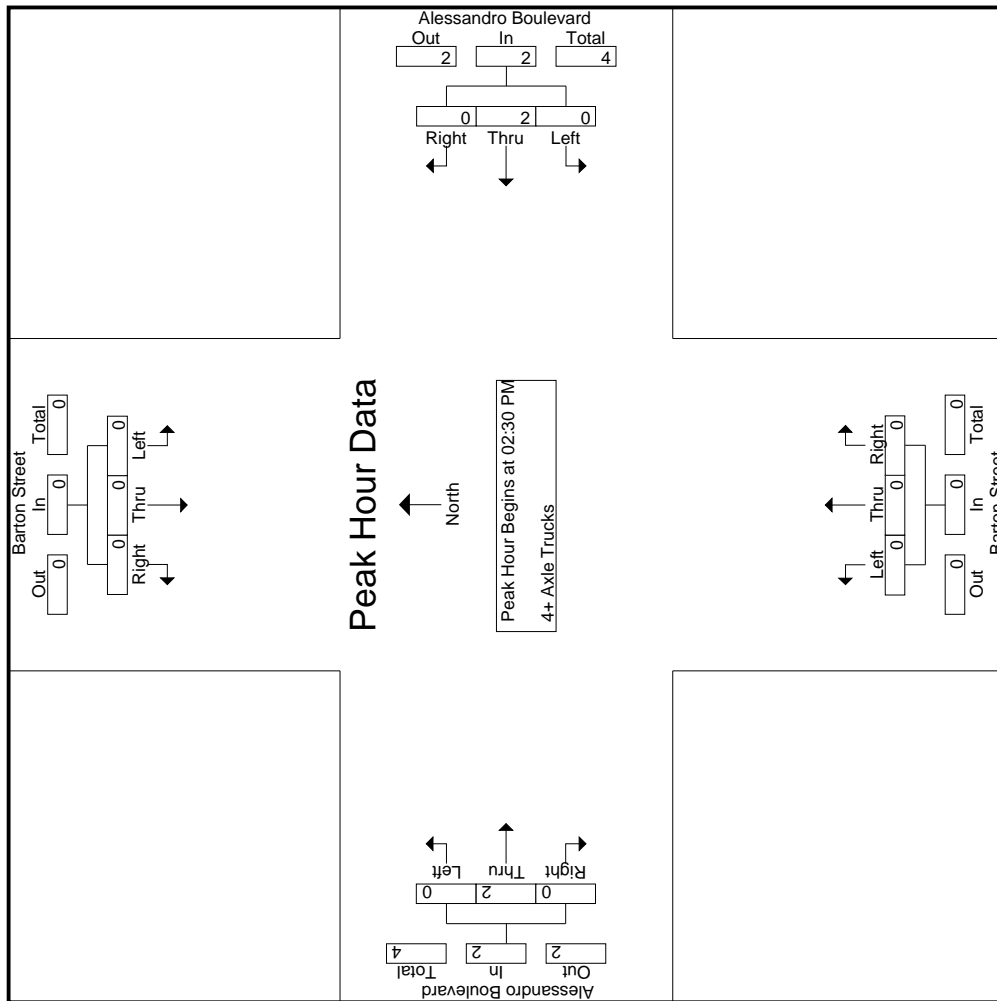 Alessandro Boulevard
Out In Total
2 2 4
0 2 0
Right Thru Left
Barton Street
Out In Total
0 0 0
0 0 0
Right Thru Left
Peak Hour Data
North
Peak Hour Begins at 02:30 PM
4+ Axle Trucks
Left Thru Right
0 0 0
0 0 0
Out In Total
Barton Street
Left Thru Right
0 2 0
4 2 2
Total In Out
Alessandro Boulevard